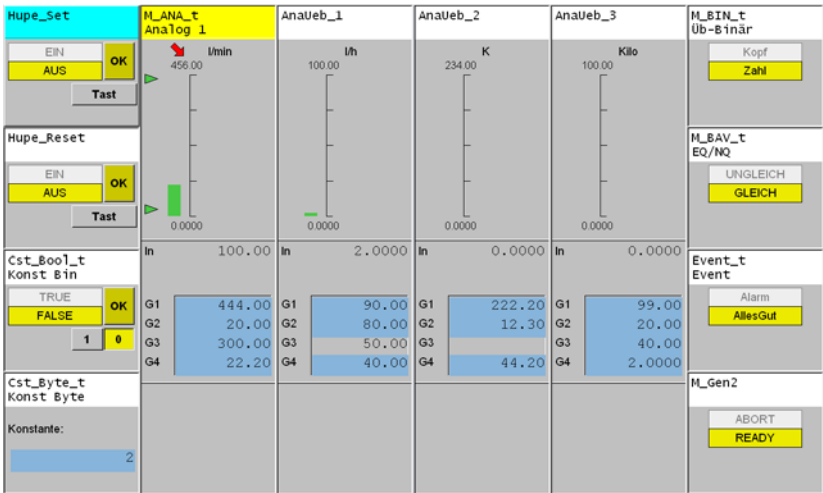 Hupe_Set
EIN
AUS
OK
Tast
Hupe_Reset
EIN
AUS
OK
Tast
Cst_Bool_t
Konst Bin
TRUE
FALSE
OK
1 0
Cst_Byte_t
Konst Byte
Konstante:
2
M_ANA_t
Analog 1
l/min
456.00
0.0000
In 100.00
G1 444.00
G2 20.00
G3 300.00
G4 22.20
AnaUeb_1
l/h
100.00
0.0000
In 2.0000
G1 90.00
G2 80.00
G3 50.00
G4 40.00
AnaUeb_2
K
234.00
0.0000
In 0.0000
G1 222.20
G2 12.30
G3
G4 44.20
AnaUeb_3
Kilo
100.00
0.0000
In 0.0000
G1 99.00
G2 20.00
G3 40.00
G4 2.0000
M_BIN_t
Üb-Binär
Kopf
Zahl
M_BAV_t
EQ/NQ
UNGLEICH
GLEICH
Event_t
Event
Alarm
AllesGut
M_Gen2
ABORT
READY